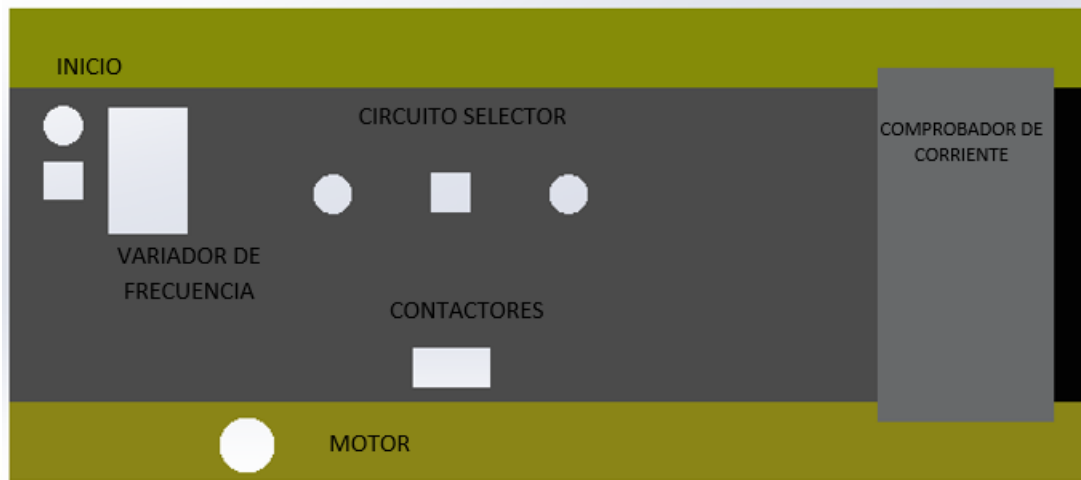 INICIO
CIRCUITO SELECTOR
COMPROBADOR DE
CORRIENTE
VARIADOR DE
FRECUENCIA
CONTACTORES
MOTOR